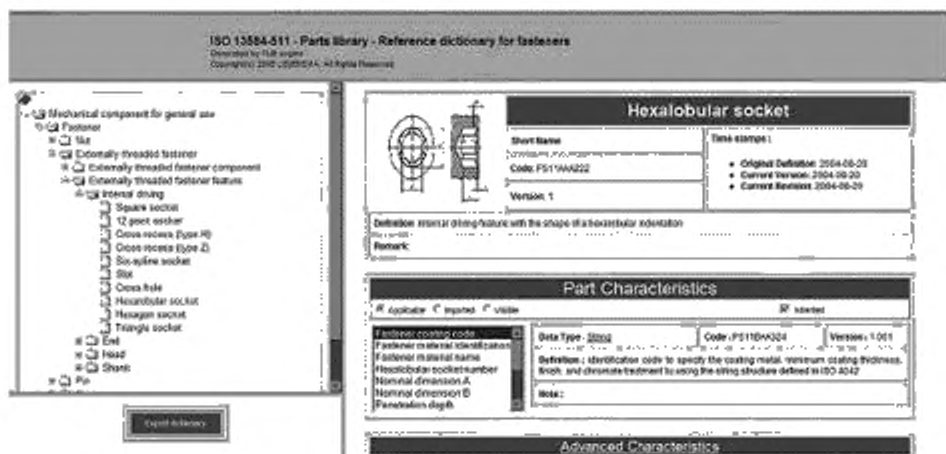 ISO 13584-511 - Parts library - Reference dictionary for fasteners
All Rights Reserved
Mechanical component for general use
Fastener
Nut
Externally threaded fastener
Externally threaded fastener component
Externally threaded fastener feature
Internal driving
Square socket
12 point socket
Cross recess (type H)
Cross recess (type Z)
Six-spline socket
Slot
Cross hole
Hexalobular socket
Hexagon socket
Triangle socket
End
Head
Shank
Pin
Export dictionary
Hexalobular socket
Short Name
Code:
Version: 1
Time stamps:
Original Definition: 2004-08-20
Current Version: 2004-08-20
Current Revision: 2004-08-20
Definition: internal driving feature with the shape of a hexalobular indentation
Remark:
Part Characteristics
Applicable Imported Visible Inherited
Fastener coating code
Fastener material identification
Fastener material name
Hexalobular socket number
Nominal dimension A
Nominal dimension B
Penetration depth
Data Type: String
Code: Version: 1.001
Definition: identification code to specify the coating metal, minimum coating thickness,
finish, and chromate treatment by using the string structure defined in ISO 4042
Note:
Advanced Characteristics